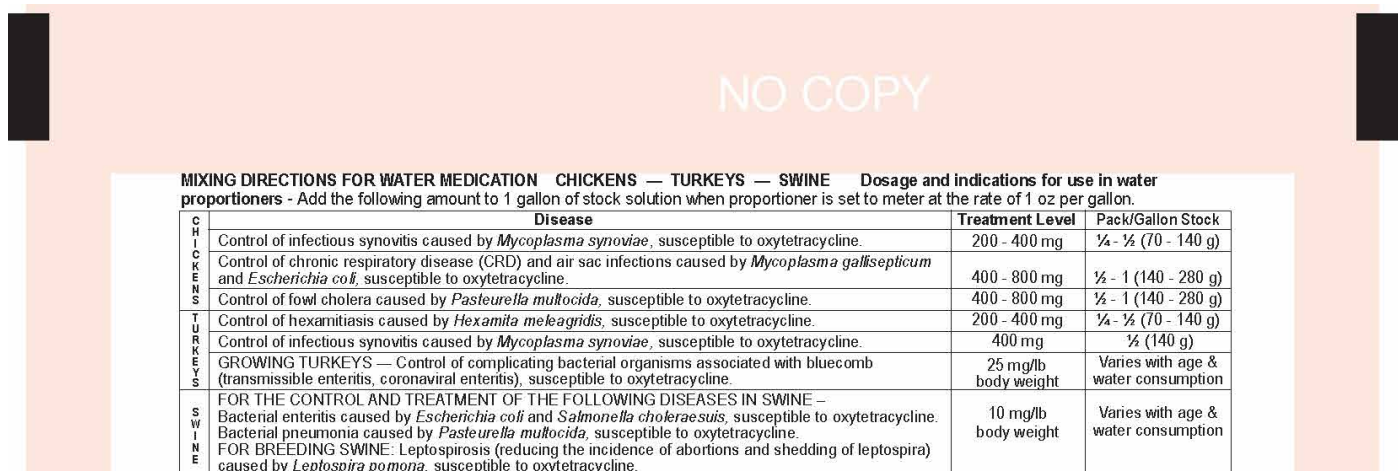 NO COPY
MIXING DIRECTIONS FOR WATER MEDICATION CHICKENS — TURKEYS — SWINE Dosage and indications for use in water
proportioners - Add the following amount to 1 gallon of stock solution when proportioner is set to meter at the rate of 1 oz per gallon.
CHICKENS
Disease Treatment Level Pack/Gallon Stock
Control of infectious synovitis caused by Mycoplasma synoviae, susceptible to oxytetracycline. 200 - 400 mg ¼ - ½ (70 - 140 g)
Control of chronic respiratory disease (CRD) and air sac infections caused by Mycoplasma gallisepticum
and Escherichia coli, susceptible to oxytetracycline. 400 - 800 mg ½ - 1 (140 - 280 g)
Control of fowl cholera caused by Pasteurella multocida, susceptible to oxytetracycline. 400 - 800 mg ½ - 1 (140 - 280 g)
TURKEYS
Control of hexamitiasis caused by Hexamita meleagridis, susceptible to oxytetracycline. 200 - 400 mg ¼ - ½ (70 - 140 g)
Control of infectious synovitis caused by Mycoplasma synoviae, susceptible to oxytetracycline. 400 mg ½ (140 g)
GROWING TURKEYS — Control of complicating bacterial organisms associated with bluecomb 25 mg/lb Varies with age &
(transmissible enteritis, coronaviral enteritis), susceptible to oxytetracycline. body weight water consumption
SWINE
FOR THE CONTROL AND TREATMENT OF THE FOLLOWING DISEASES IN SWINE –
Bacterial enteritis caused by Escherichia coli and Salmonella choleraesuis, susceptible to oxytetracycline. 10 mg/lb Varies with age &
Bacterial pneumonia caused by Pasteurella multocida, susceptible to oxytetracycline. body weight water consumption
FOR BREEDING SWINE: Leptospirosis (reducing the incidence of abortions and shedding of leptospira)
caused by Leptospira pomona, susceptible to oxytetracycline.